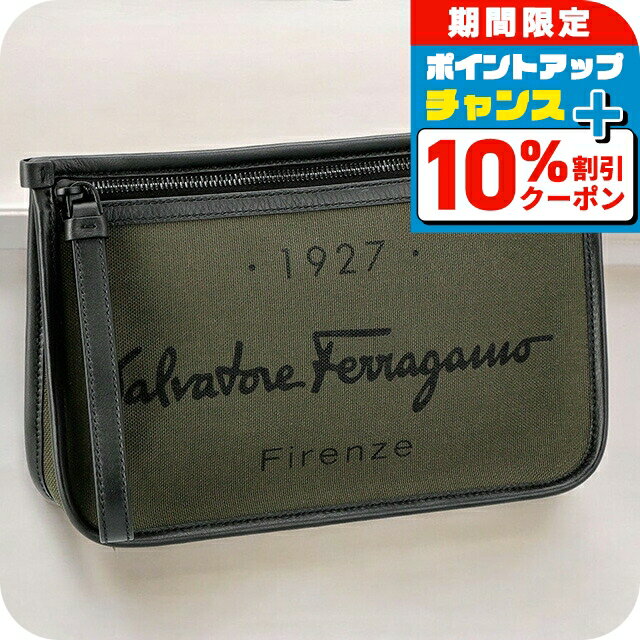 期間限定
ポイントアップ
チャンス+
10%割引
クーポン
· 1927 ·
Salvatore Ferragamo
Firenze